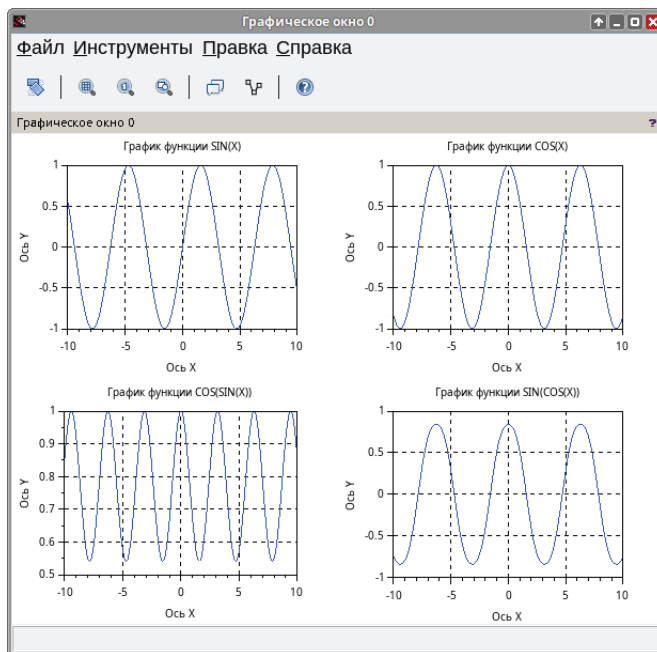 Графическое окно 0
Файл Инструменты Правка Справка
Графическое окно 0
?
График функции SIN(X)
1
0.5
0
-0.5
-1
Ось Y
-10 -5 0 5 10
Ось X
График функции COS(X)
1
0.5
0
-0.5
-1
Ось Y
-10 -5 0 5 10
Ось X
График функции COS(SIN(X))
1
0.9
0.8
0.7
0.6
0.5
Ось Y
-10 -5 0 5 10
Ось X
График функции SIN(COS(X))
1
0.5
0
-0.5
-1
Ось Y
-10 -5 0 5 10
Ось X